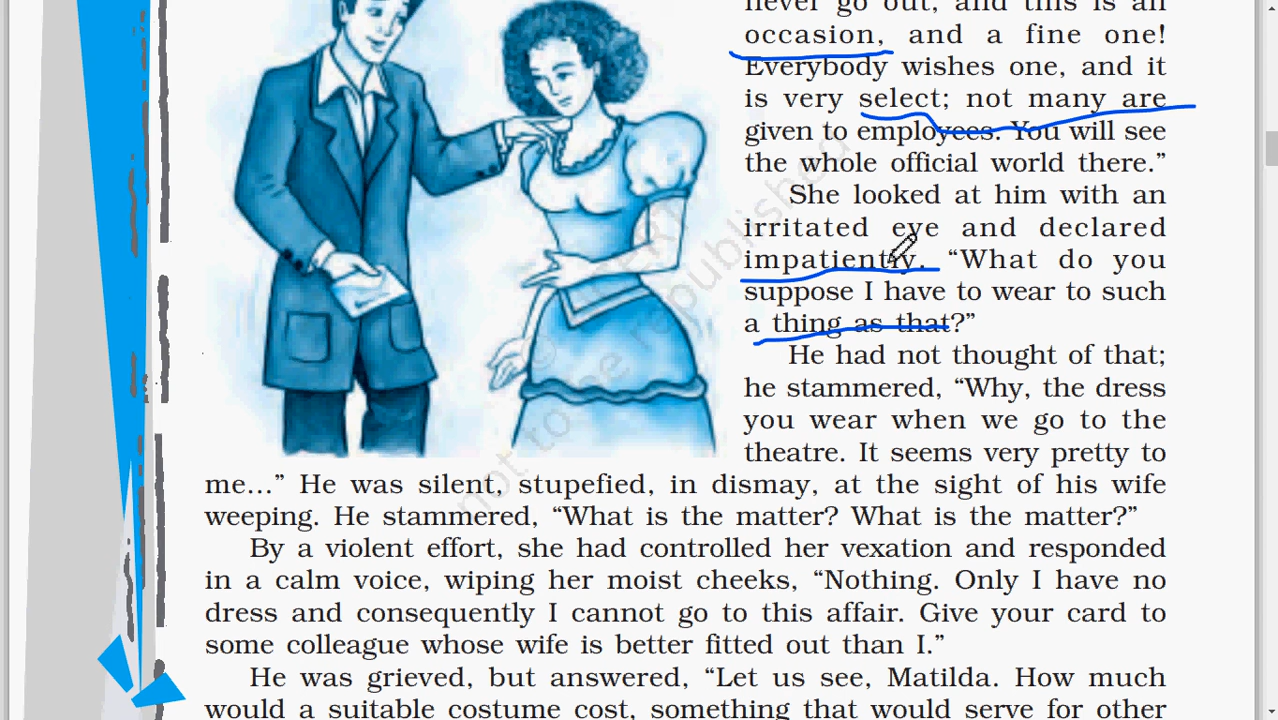 never go out, and this is an
occasion, and a fine one!
Everybody wishes one, and it
is very select; not many are
given to employees. You will see
the whole official world there.”
She looked at him with an
irritated eye and declared
impatiently. “What do you
suppose I have to wear to such
a thing as that?”
He had not thought of that;
he stammered, “Why, the dress
you wear when we go to the
theatre. It seems very pretty to
me...” He was silent, stupefied, in dismay, at the sight of his wife
weeping. He stammered, “What is the matter? What is the matter?”
By a violent effort, she had controlled her vexation and responded
in a calm voice, wiping her moist cheeks, “Nothing. Only I have no
dress and consequently I cannot go to this affair. Give your card to
some colleague whose wife is better fitted out than I.”
He was grieved, but answered, “Let us see, Matilda. How much
would a suitable costume cost, something that would serve for other
not to be republished